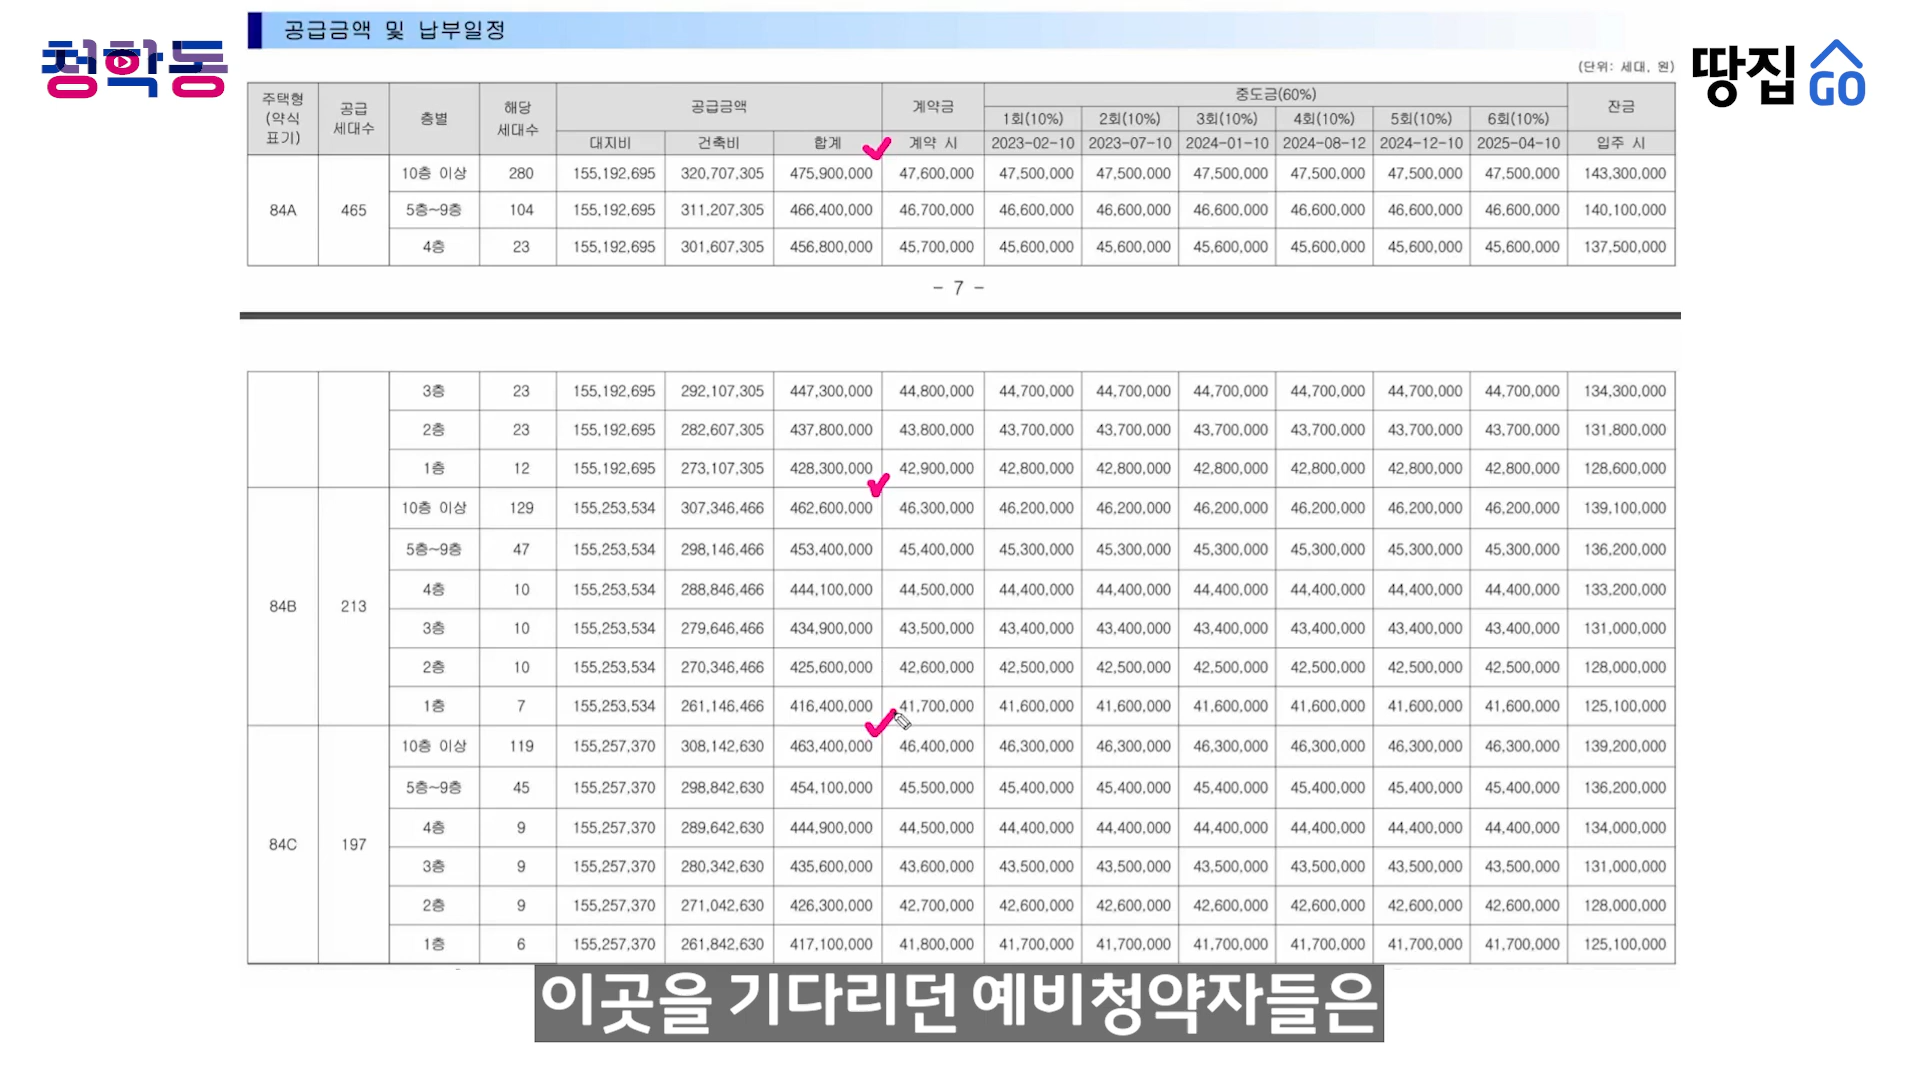 공급금액 및 납부일정
청학동
땅집GO
(단위: 세대, 원)
주택형 (약식 표기) 공급 세대수 층별 해당 세대수 공급금액 계약금 중도금(60%) 잔금
1회(10%) 2회(10%) 3회(10%) 4회(10%) 5회(10%) 6회(10%)
대지비 건축비 합계 계약 시 2023-02-10 2023-07-10 2024-01-10 2024-08-12 2024-12-10 2025-04-10 입주 시
10층 이상 280 155,192,695 320,707,305 475,900,000 47,600,000 47,500,000 47,500,000 47,500,000 47,500,000 47,500,000 47,500,000 143,300,000
84A 465 5층~9층 104 155,192,695 311,207,305 466,400,000 46,700,000 46,600,000 46,600,000 46,600,000 46,600,000 46,600,000 46,600,000 140,100,000
4층 23 155,192,695 301,607,305 456,800,000 45,700,000 45,600,000 45,600,000 45,600,000 45,600,000 45,600,000 45,600,000 137,500,000
- 7 -
3층 23 155,192,695 292,107,305 447,300,000 44,800,000 44,700,000 44,700,000 44,700,000 44,700,000 44,700,000 44,700,000 134,300,000
2층 23 155,192,695 282,607,305 437,800,000 43,800,000 43,700,000 43,700,000 43,700,000 43,700,000 43,700,000 43,700,000 131,800,000
1층 12 155,192,695 273,107,305 428,300,000 42,900,000 42,800,000 42,800,000 42,800,000 42,800,000 42,800,000 42,800,000 128,600,000
10층 이상 129 155,253,534 307,346,466 462,600,000 46,300,000 46,200,000 46,200,000 46,200,000 46,200,000 46,200,000 46,200,000 139,100,000
5층~9층 47 155,253,534 298,146,466 453,400,000 45,400,000 45,300,000 45,300,000 45,300,000 45,300,000 45,300,000 45,300,000 136,200,000
4층 10 155,253,534 288,846,466 444,100,000 44,500,000 44,400,000 44,400,000 44,400,000 44,400,000 44,400,000 44,400,000 133,200,000
84B 213
3층 10 155,253,534 279,646,466 434,900,000 43,500,000 43,400,000 43,400,000 43,400,000 43,400,000 43,400,000 43,400,000 131,000,000
2층 10 155,253,534 270,346,466 425,600,000 42,600,000 42,500,000 42,500,000 42,500,000 42,500,000 42,500,000 42,500,000 128,000,000
1층 7 155,253,534 261,146,466 416,400,000 41,700,000 41,600,000 41,600,000 41,600,000 41,600,000 41,600,000 41,600,000 125,100,000
10층 이상 119 155,257,370 308,142,630 463,400,000 46,400,000 46,300,000 46,300,000 46,300,000 46,300,000 46,300,000 46,300,000 139,200,000
5층~9층 45 155,257,370 298,842,630 454,100,000 45,500,000 45,400,000 45,400,000 45,400,000 45,400,000 45,400,000 45,400,000 136,200,000
4층 9 155,257,370 289,642,630 444,900,000 44,500,000 44,400,000 44,400,000 44,400,000 44,400,000 44,400,000 44,400,000 134,000,000
84C 197
3층 9 155,257,370 280,342,630 435,600,000 43,600,000 43,500,000 43,500,000 43,500,000 43,500,000 43,500,000 43,500,000 131,000,000
2층 9 155,257,370 271,042,630 426,300,000 42,700,000 42,600,000 42,600,000 42,600,000 42,600,000 42,600,000 42,600,000 128,000,000
1층 6 155,257,370 261,842,630 417,100,000 41,800,000 41,700,000 41,700,000 41,700,000 41,700,000 41,700,000 41,700,000 125,100,000
이곳을 기다리던 예비청약자들은